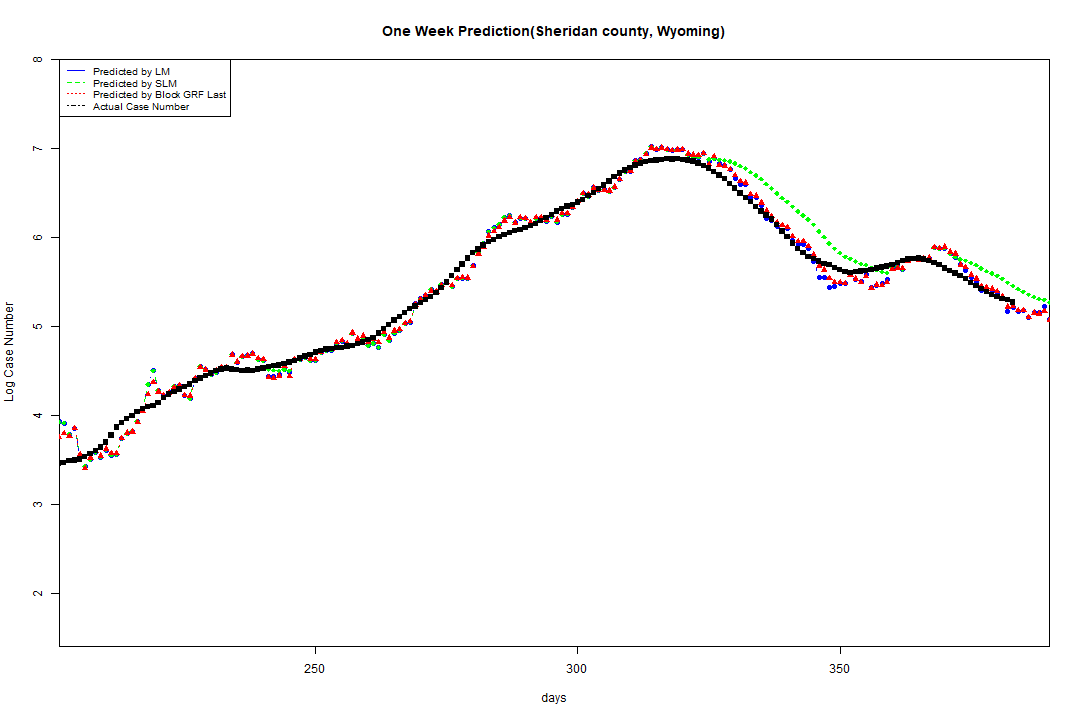 One Week Prediction(Sheridan county, Wyoming)
Predicted by LM
Predicted by SLM
Predicted by Block GRF Last
Actual Case Number
8
7
6
5
4
3
2
Log Case Number
250
300
350
days